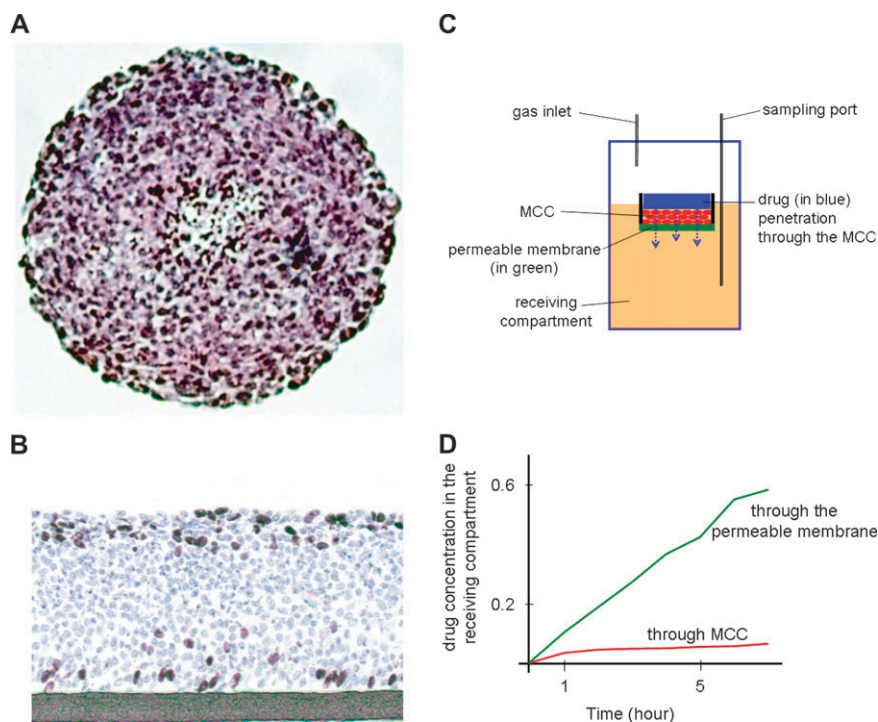 A
B
C
gas inlet
sampling port
MCC
drug (in blue)
penetration
through the MCC
permeable membrane
(in green)
receiving
compartment
D
drug concentration in the
receiving compartment
0.6
0.2
through the
permeable membrane
through MCC
1
5
Time (hour)